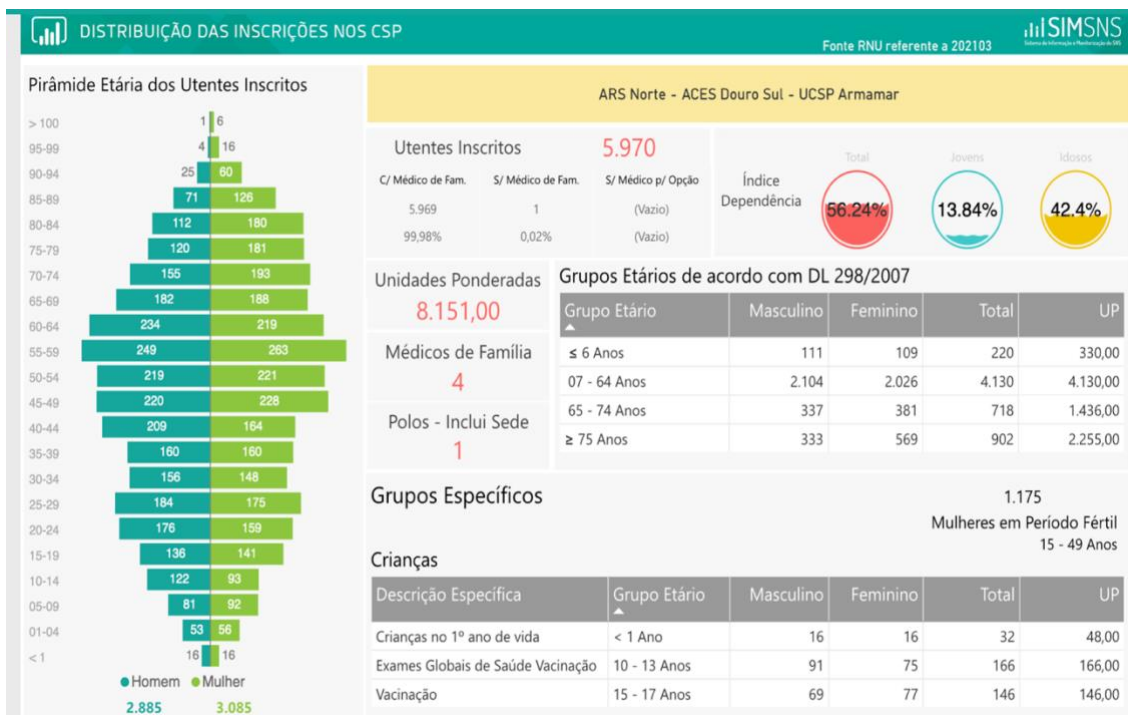 DISTRIBUIÇÃO DAS INSCRIÇÕES NOS CSP
Fonte RNU referente a 202103
SIMSNS
Sistema de Informação e Monitorização do SNS
Pirâmide Etária dos Utentes Inscritos
> 100 1 6
95-99 4 16
90-94 25 60
85-89 71 126
80-84 112 180
75-79 120 181
70-74 155 193
65-69 182 188
60-64 234 219
55-59 249 263
50-54 219 221
45-49 220 228
40-44 209 164
35-39 160 160
30-34 156 148
25-29 184 175
20-24 176 159
15-19 136 141
10-14 122 93
05-09 81 92
01-04 53 56
< 1 16 16
Homem Mulher
2.885 3.085
ARS Norte - ACES Douro Sul - UCSP Armamar
Utentes Inscritos 5.970
C/ Médico de Fam. S/ Médico de Fam. S/ Médico p/ Opção
5.969 1 (Vazio)
99,98% 0,02% (Vazio)
Índice
Dependência
Total Jovens Idosos
56.24% 13.84% 42.4%
Unidades Ponderadas
8.151,00
Médicos de Família
4
Polos - Inclui Sede
1
Grupos Etários de acordo com DL 298/2007
Grupo Etário Masculino Feminino Total UP
≤ 6 Anos 111 109 220 330,00
07 - 64 Anos 2.104 2.026 4.130 4.130,00
65 - 74 Anos 337 381 718 1.436,00
≥ 75 Anos 333 569 902 2.255,00
Grupos Específicos
1.175
Mulheres em Período Fértil
15 - 49 Anos
Crianças
Descrição Específica Grupo Etário Masculino Feminino Total UP
Crianças no 1º ano de vida < 1 Ano 16 16 32 48,00
Exames Globais de Saúde Vacinação 10 - 13 Anos 91 75 166 166,00
Vacinação 15 - 17 Anos 69 77 146 146,00